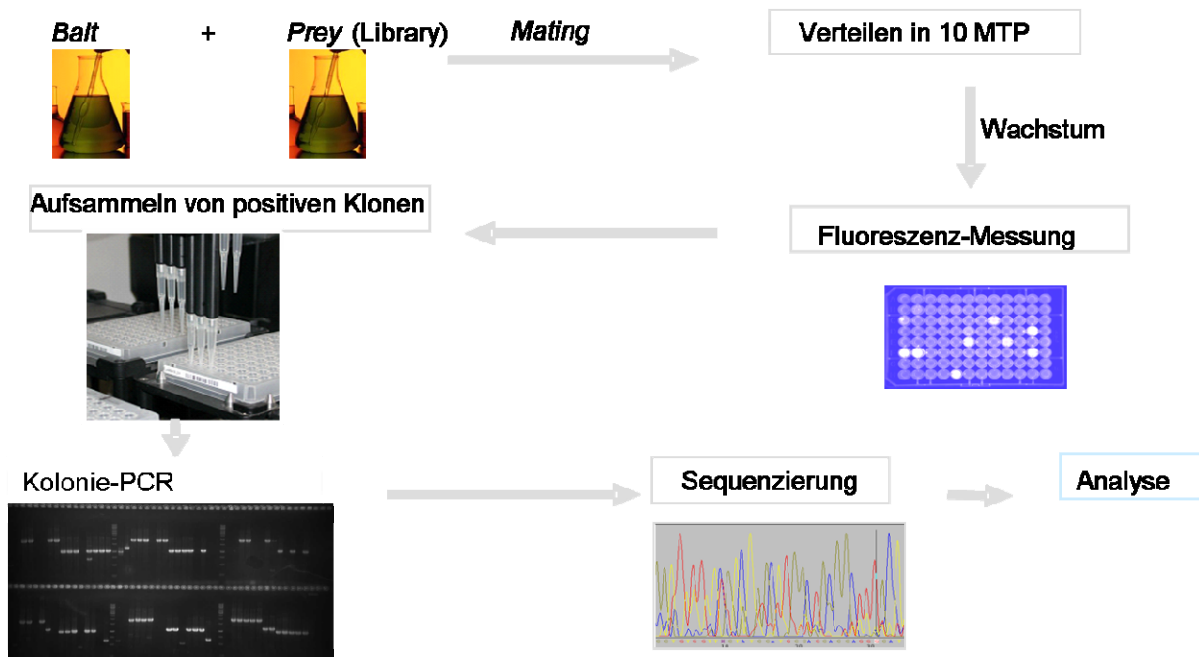 BaIt + Prey (Library) Mating Verteilen in 10 MTP
Wachstum
Aufsammeln von positiven Klonen
Fluoreszenz-Messung
Kolonie-PCR
Sequenzierung
Analyse